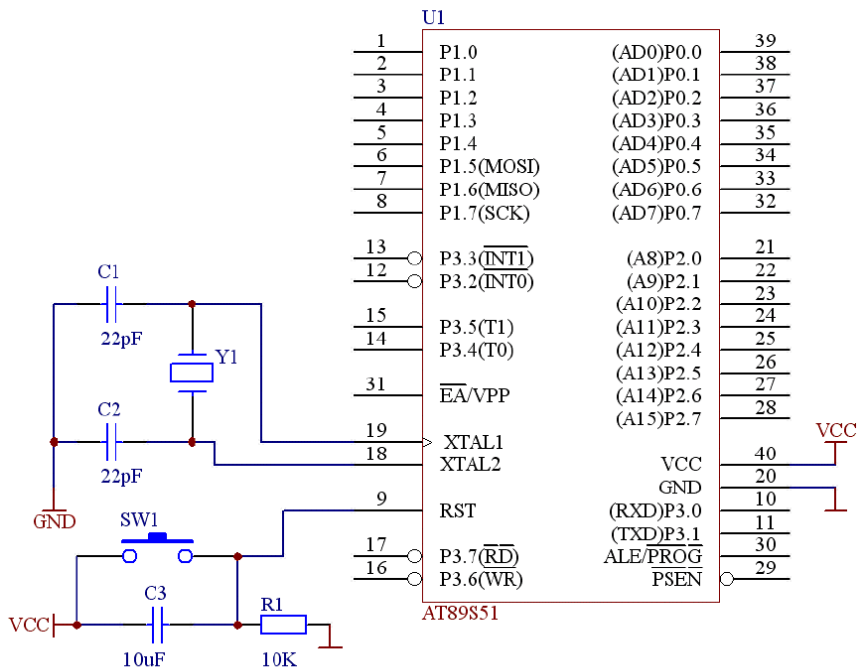 U1
1 P1.0 (AD0)P0.0 39
2 P1.1 (AD1)P0.1 38
3 P1.2 (AD2)P0.2 37
4 P1.3 (AD3)P0.3 36
5 P1.4 (AD4)P0.4 35
6 P1.5(MOSI) (AD5)P0.5 34
7 P1.6(MISO) (AD6)P0.6 33
8 P1.7(SCK) (AD7)P0.7 32
13 P3.3(INT1) (A8)P2.0 21
12 P3.2(INT0) (A9)P2.1 22
(A10)P2.2 23
15 P3.5(T1) (A11)P2.3 24
14 P3.4(T0) (A12)P2.4 25
(A13)P2.5 26
31 EA/VPP (A14)P2.6 27
(A15)P2.7 28
19 XTAL1
18 XTAL2 VCC 40
GND 20
9 RST (RXD)P3.0 10
(TXD)P3.1 11
17 P3.7(RD) ALE/PROG 30
16 P3.6(WR) PSEN 29
AT89S51
C1
22pF
Y1
C2
22pF
GND
SW1
VCC
C3
10uF
R1
10K
VCC